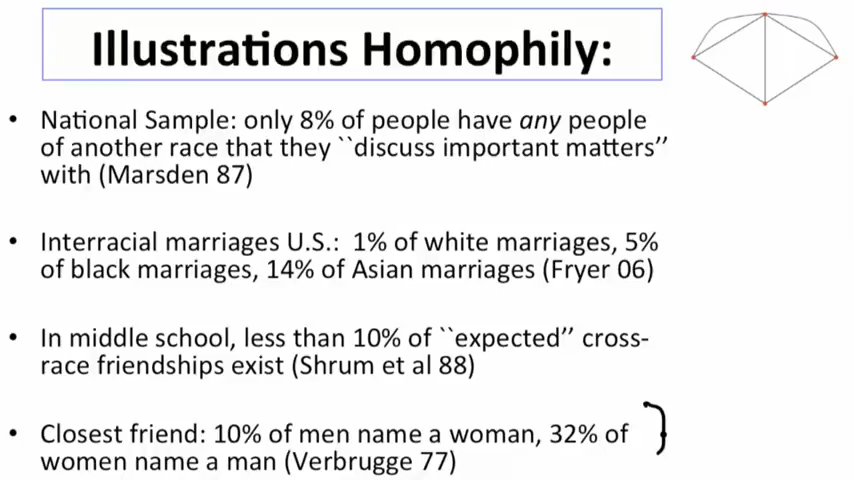 Illustrations Homophily:
• National Sample: only 8% of people have any people
of another race that they ``discuss important matters’’
with (Marsden 87)
• Interracial marriages U.S.: 1% of white marriages, 5%
of black marriages, 14% of Asian marriages (Fryer 06)
• In middle school, less than 10% of ``expected’’ cross-
race friendships exist (Shrum et al 88)
• Closest friend: 10% of men name a woman, 32% of
women name a man (Verbrugge 77)